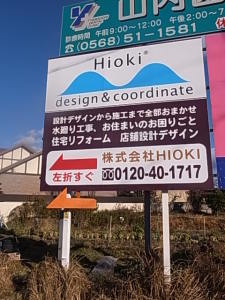 山内
診療時間 午前9:00~12:00 午後2:00~7
☎(0568)51-1581 休
Hioki
design & coordinate
設計デザインから施工まで全部おまかせ
水廻り工事、お住まいのお困りごと
住宅リフォーム 店舗設計デザイン
左折すぐ
株式会社HIOKI
0120-40-1717